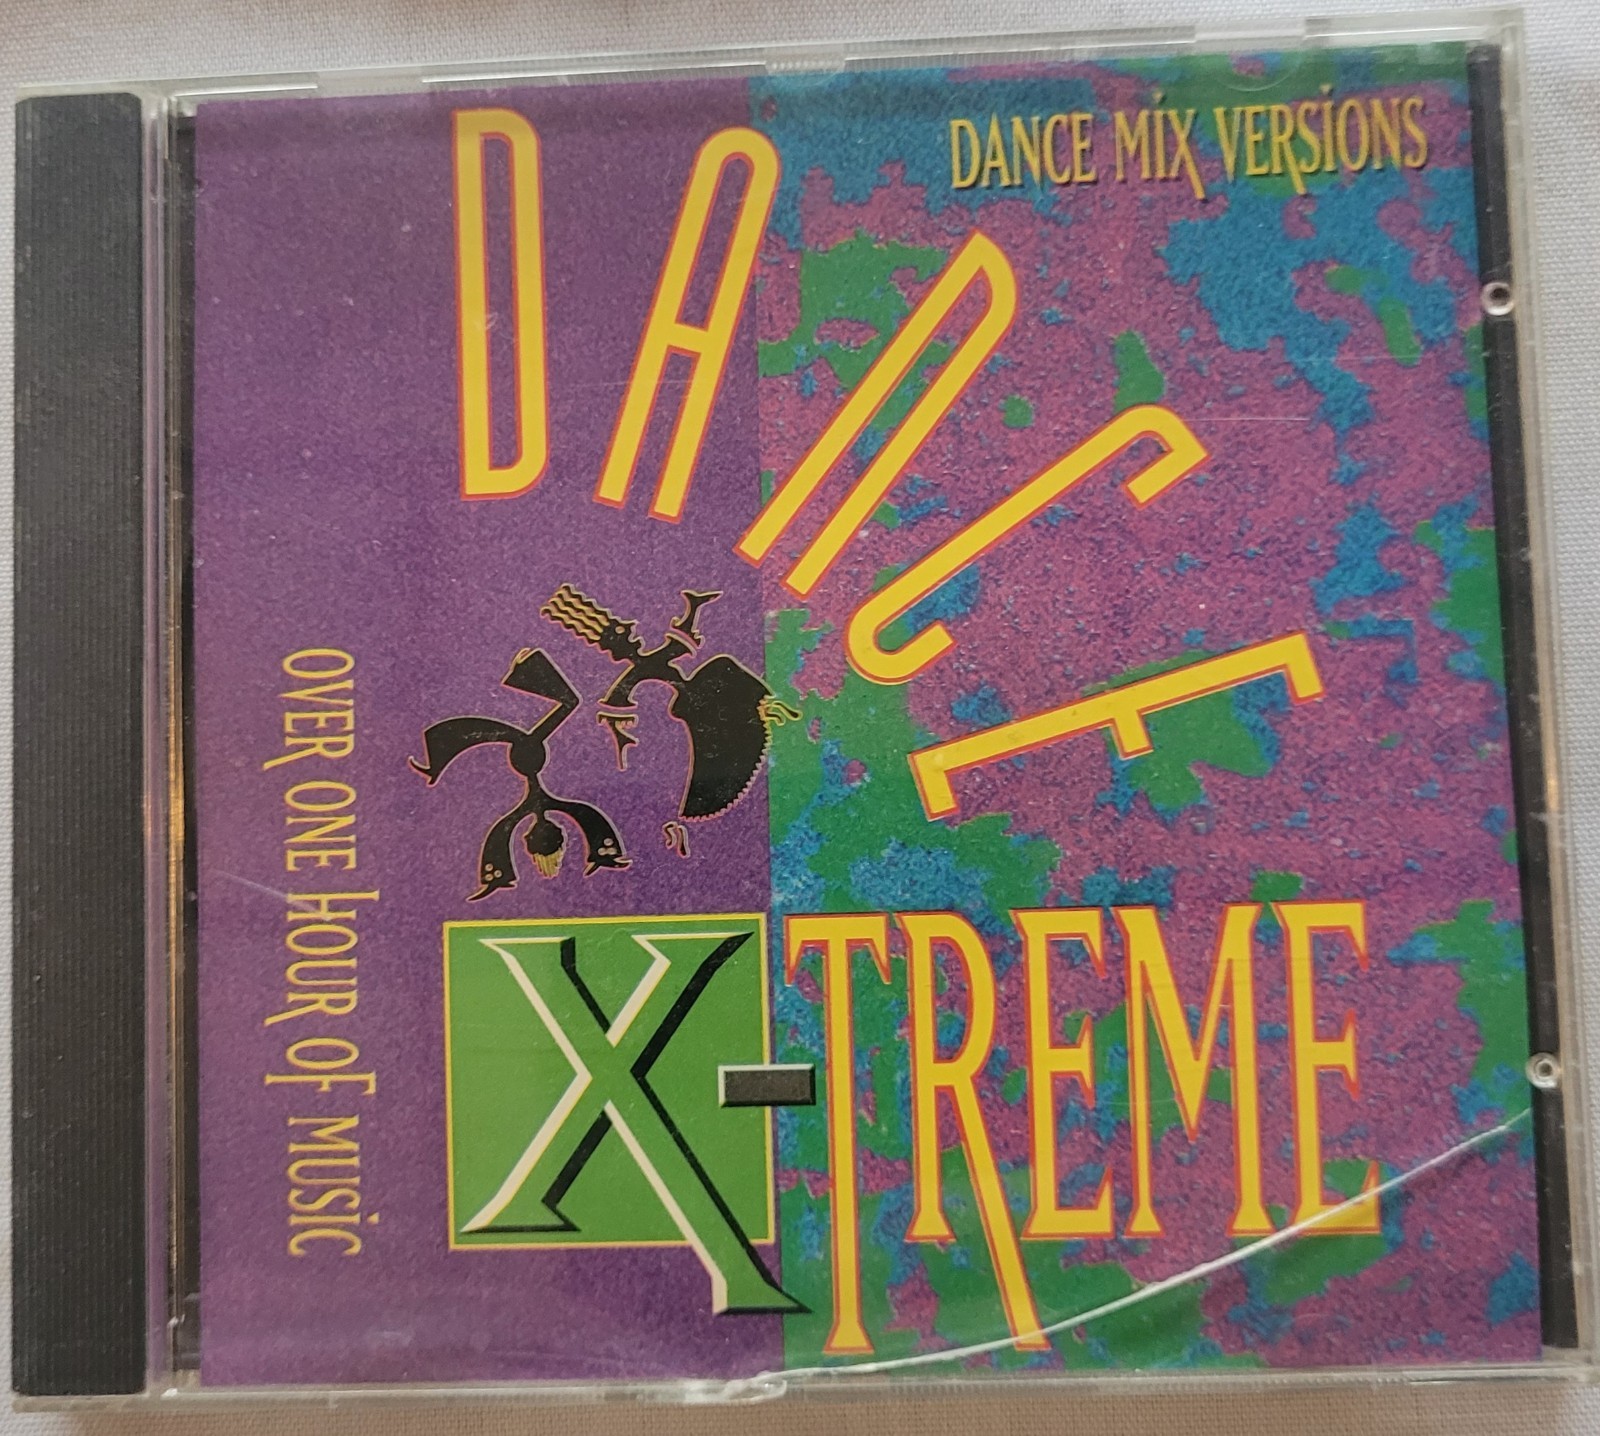 DANCE MiX VERSiONS
DANCE
X-TREME
OVER ONE HOUR OF MUSiC